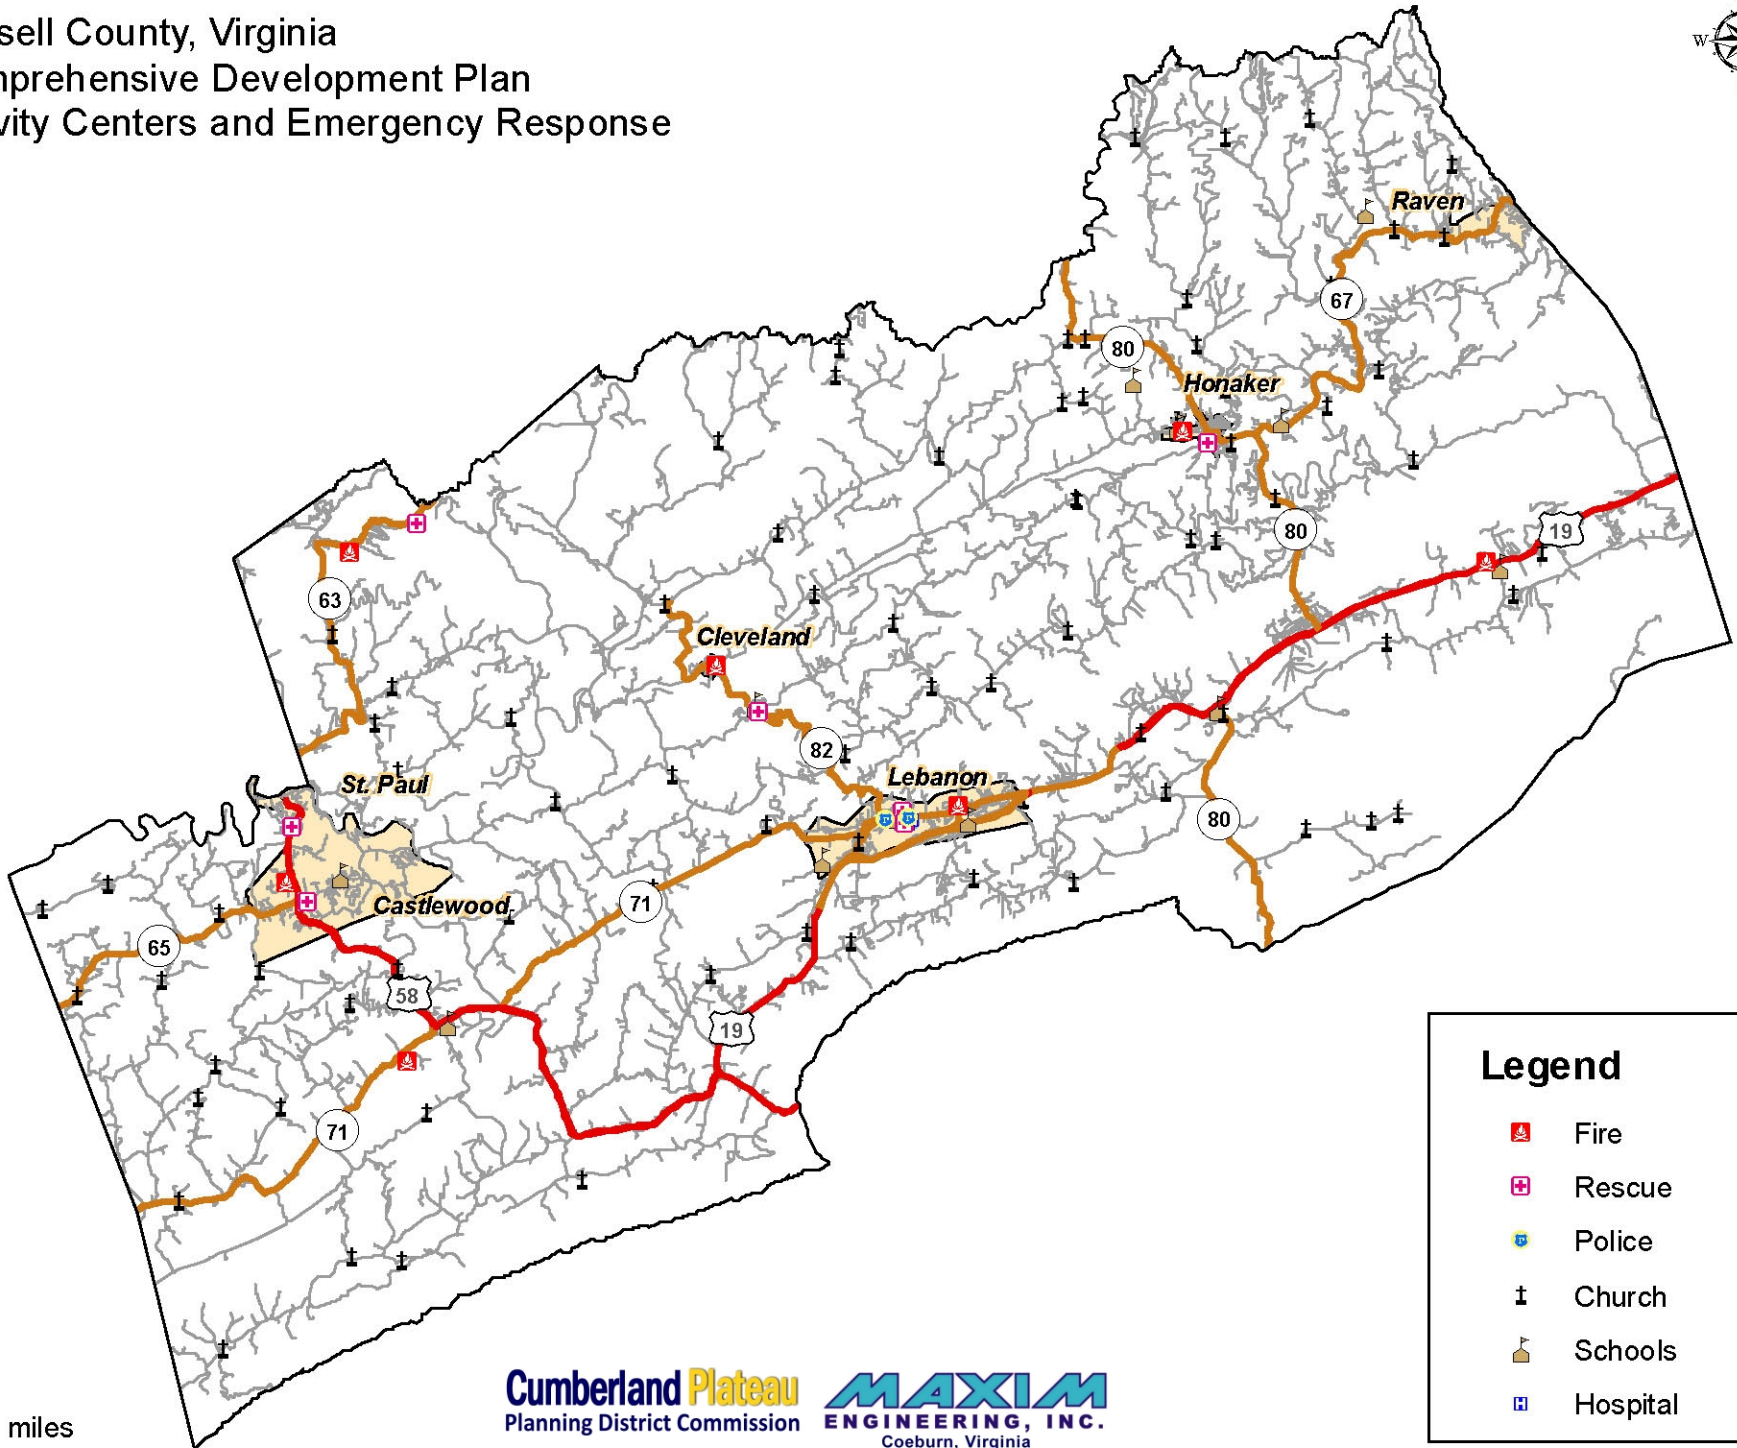 sell County, Virginia
nprehensive Development Plan
vity Centers and Emergency Response
W
Raven
67
80
Honaker
80
19
63
Cleveland
82
Lebanon
St. Paul
80
71
Castlewood
65
58
19
71
Legend
Fire
Rescue
Police
Church
Schools
H Hospital
miles
Cumberland Plateau
Planning District Commission
MAXIM
ENGINEERING, INC.
Coeburn, Virginia